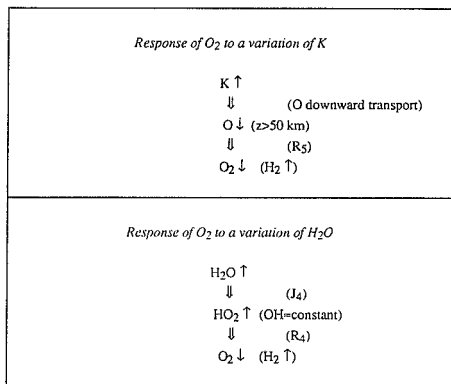 Response of O2 to a variation of K
K ↑
⇓ (O downward transport)
O ↓ (z>50 km)
⇓ (R5)
O2 ↓ (H2 ↑)
Response of O2 to a variation of H2O
H2O ↑
⇓ (J4)
HO2 ↑ (OH=constant)
⇓ (R4)
O2 ↓ (H2 ↑)